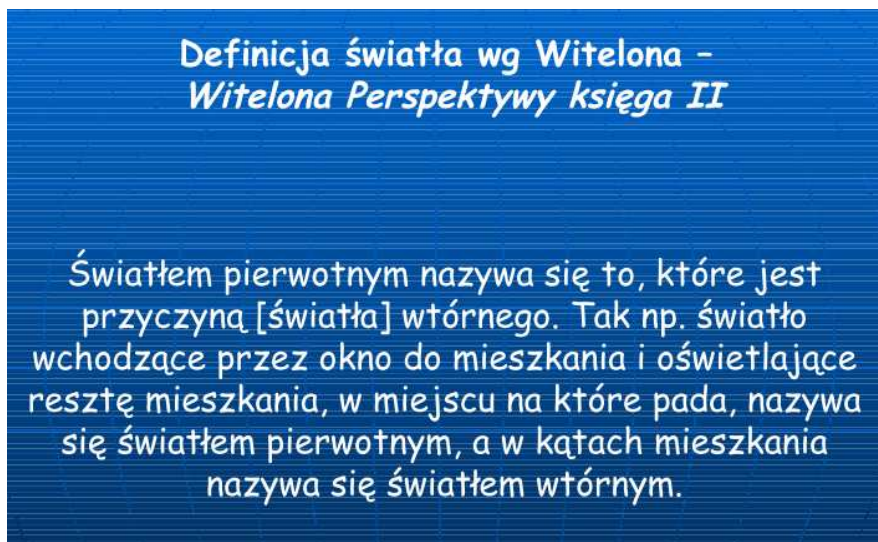 Definicja światła wg Witelona –
Witelona Perspektywy księga II
Światłem pierwotnym nazywa się to, które jest
przyczyną [światła] wtórnego. Tak np. światło
wchodzące przez okno do mieszkania i oświetlające
resztę mieszkania, w miejscu na które pada, nazywa
się światłem pierwotnym, a w kątach mieszkania
nazywa się światłem wtórnym.